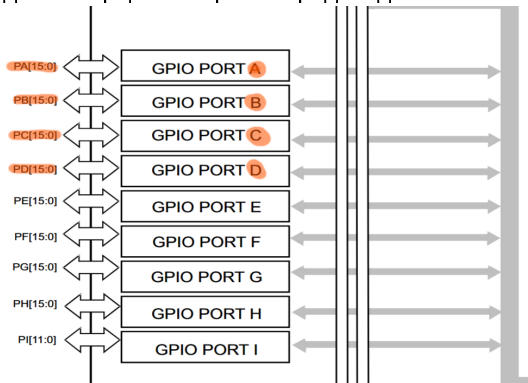 PA[15:0] GPIO PORT A
PB[15:0] GPIO PORT B
PC[15:0] GPIO PORT C
PD[15:0] GPIO PORT D
PE[15:0] GPIO PORT E
PF[15:0] GPIO PORT F
PG[15:0] GPIO PORT G
PH[15:0] GPIO PORT H
PI[11:0] GPIO PORT I